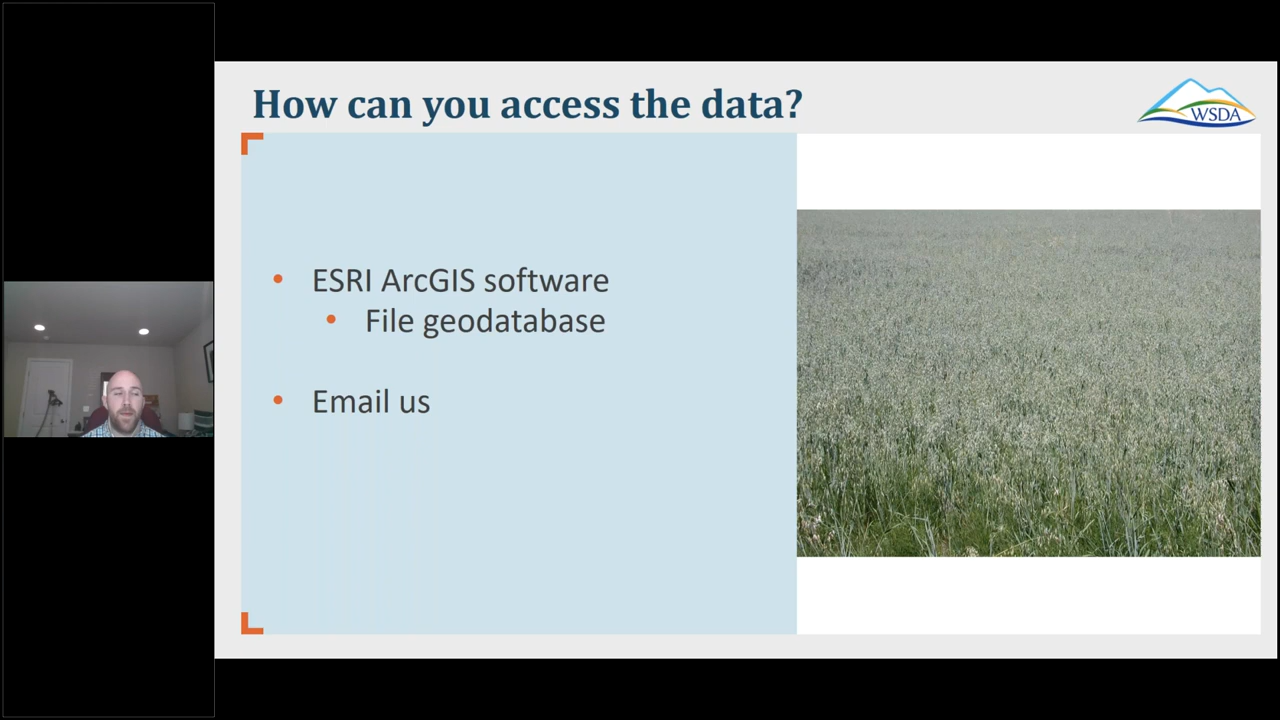 How can you access the data?
WSDA
ESRI ArcGIS software
File geodatabase
Email us